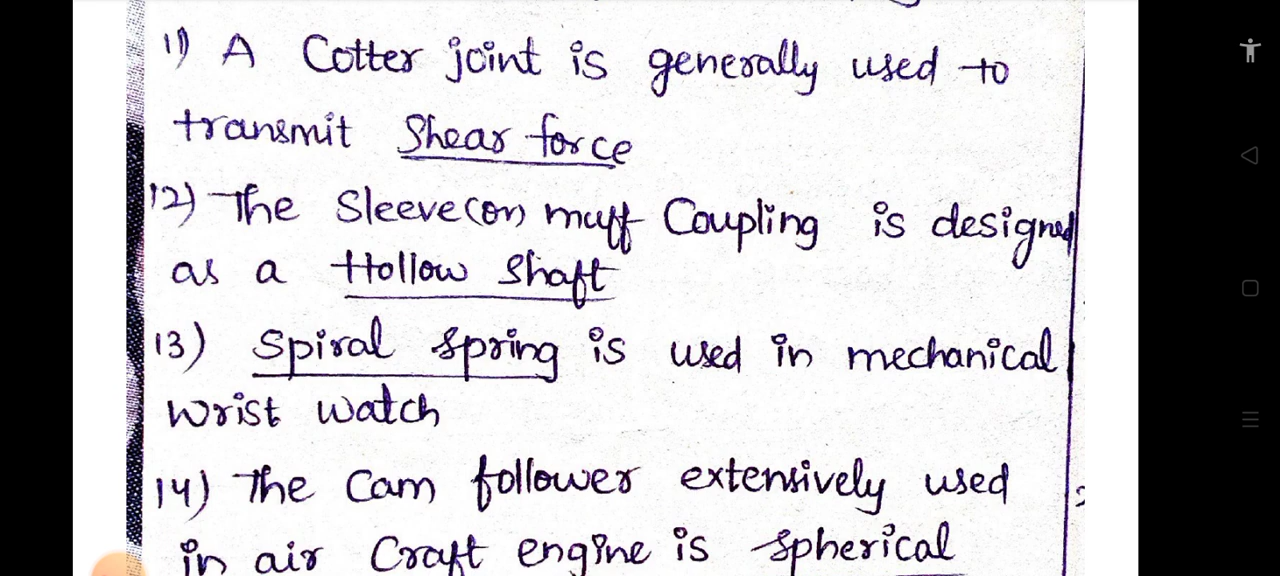 11) A Cotter joint is generally used to
transmit Shear force
12) The Sleeve (or) muff Coupling is designed
as a Hollow Shaft
13) Spiral Spring is used in mechanical
Wrist watch
14) The Cam follower extensively used
in air Craft engine is Spherical